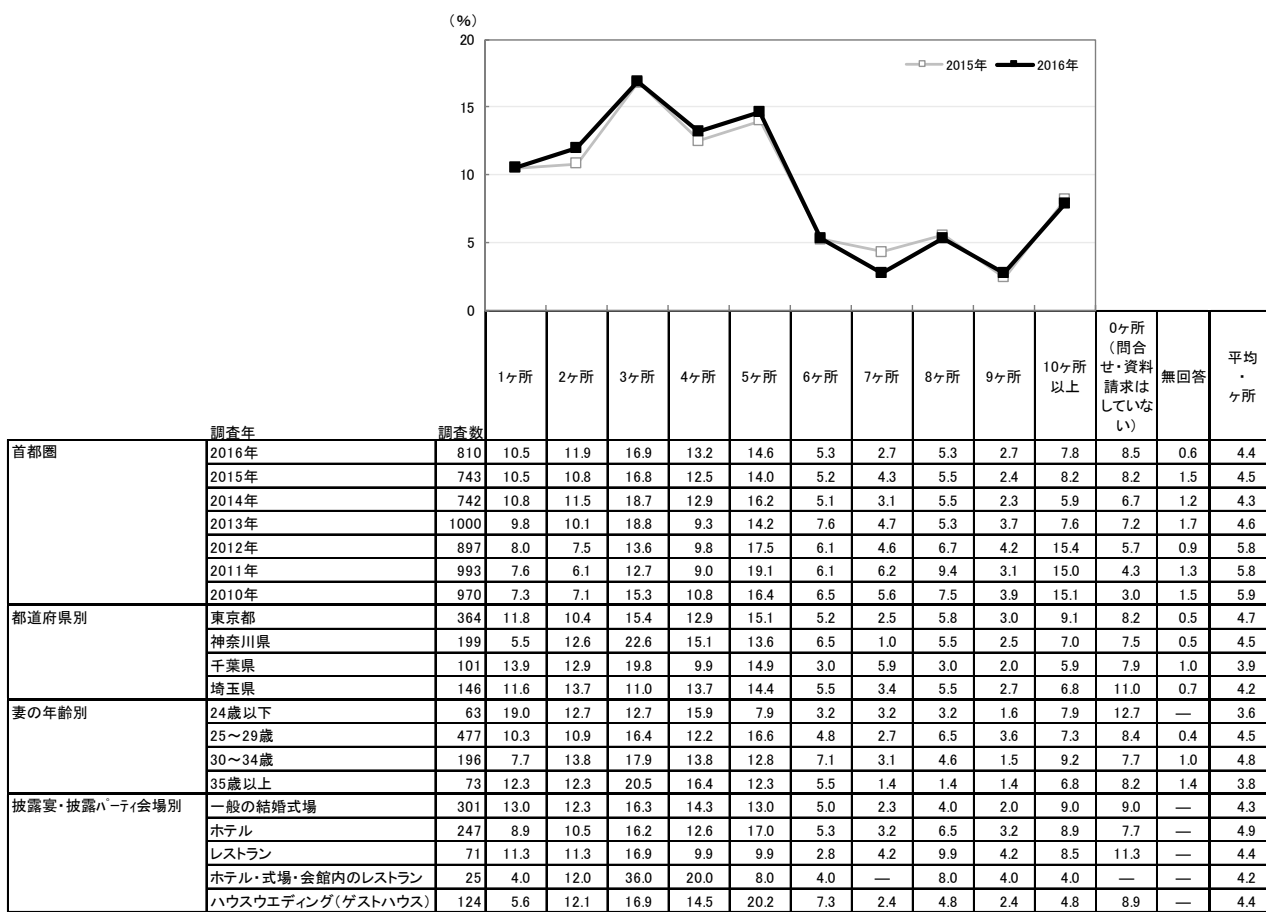 (%)
20
15
10
5
0
2015年 2016年
調査年 調査数 1ヶ所 2ヶ所 3ヶ所 4ヶ所 5ヶ所 6ヶ所 7ヶ所 8ヶ所 9ヶ所 10ヶ所以上 0ヶ所(問合せ・資料請求はしていない) 無回答 平均・ヶ所
首都圏 2016年 810 10.5 11.9 16.9 13.2 14.6 5.3 2.7 5.3 2.7 7.8 8.5 0.6 4.4
2015年 743 10.5 10.8 16.8 12.5 14.0 5.2 4.3 5.5 2.4 8.2 8.2 1.5 4.5
2014年 742 10.8 11.5 18.7 12.9 16.2 5.1 3.1 5.5 2.3 5.9 6.7 1.2 4.3
2013年 1000 9.8 10.1 18.8 9.3 14.2 7.6 4.7 5.3 3.7 7.6 7.2 1.7 4.6
2012年 897 8.0 7.5 13.6 9.8 17.5 6.1 4.6 6.7 4.2 15.4 5.7 0.9 5.8
2011年 993 7.6 6.1 12.7 9.0 19.1 6.1 6.2 9.4 3.1 15.0 4.3 1.3 5.8
2010年 970 7.3 7.1 15.3 10.8 16.4 6.5 5.6 7.5 3.9 15.1 3.0 1.5 5.9
都道府県別 東京都 364 11.8 10.4 15.4 12.9 15.1 5.2 2.5 5.8 3.0 9.1 8.2 0.5 4.7
神奈川県 199 5.5 12.6 22.6 15.1 13.6 6.5 1.0 5.5 2.5 7.0 7.5 0.5 4.5
千葉県 101 13.9 12.9 19.8 9.9 14.9 3.0 5.9 3.0 2.0 5.9 7.9 1.0 3.9
埼玉県 146 11.6 13.7 11.0 13.7 14.4 5.5 3.4 5.5 2.7 6.8 11.0 0.7 4.2
妻の年齢別 24歳以下 63 19.0 12.7 12.7 15.9 7.9 3.2 3.2 3.2 1.6 7.9 12.7 — 3.6
25～29歳 477 10.3 10.9 16.4 12.2 16.6 4.8 2.7 6.5 3.6 7.3 8.4 0.4 4.5
30～34歳 196 7.7 13.8 17.9 13.8 12.8 7.1 3.1 4.6 1.5 9.2 7.7 1.0 4.8
35歳以上 73 12.3 12.3 20.5 16.4 12.3 5.5 1.4 1.4 1.4 6.8 8.2 1.4 3.8
披露宴・披露パーティ会場別 一般の結婚式場 301 13.0 12.3 16.3 14.3 13.0 5.0 2.3 4.0 2.0 9.0 9.0 — 4.3
ホテル 247 8.9 10.5 16.2 12.6 17.0 5.3 3.2 6.5 3.2 8.9 7.7 — 4.9
レストラン 71 11.3 11.3 16.9 9.9 9.9 2.8 4.2 9.9 4.2 8.5 11.3 — 4.4
ホテル・式場・会館内のレストラン 25 4.0 12.0 36.0 20.0 8.0 4.0 — 8.0 4.0 4.0 — — 4.2
ハウスウエディング(ゲストハウス) 124 5.6 12.1 16.9 14.5 20.2 7.3 2.4 4.8 2.4 4.8 8.9 — 4.4